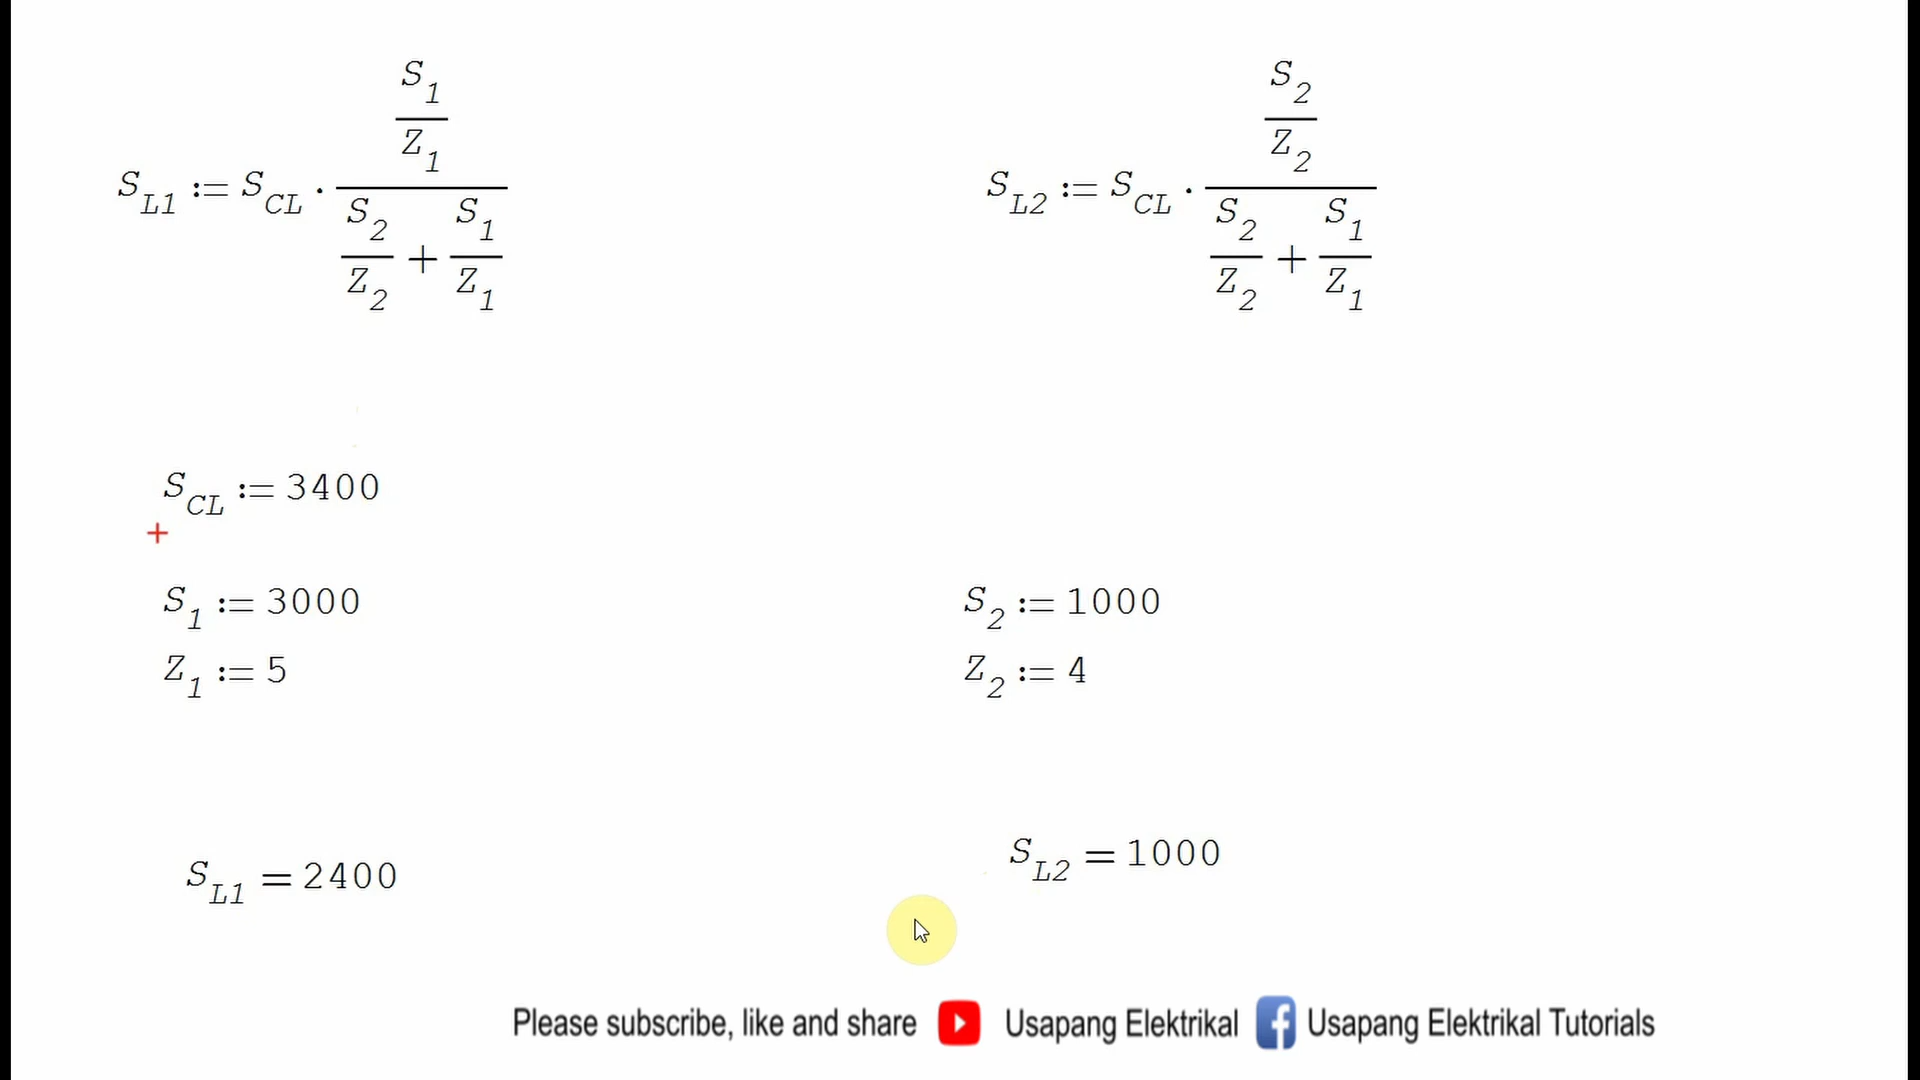 S_L1 := S_CL · (S_1/Z_1)/(S_2/Z_2 + S_1/Z_1)
S_L2 := S_CL · (S_2/Z_2)/(S_2/Z_2 + S_1/Z_1)
S_CL := 3400
+
S_1 := 3000
S_2 := 1000
Z_1 := 5
Z_2 := 4
S_L1 = 2400
S_L2 = 1000
Please subscribe, like and share Usapang Elektrikal f Usapang Elektrikal Tutorials